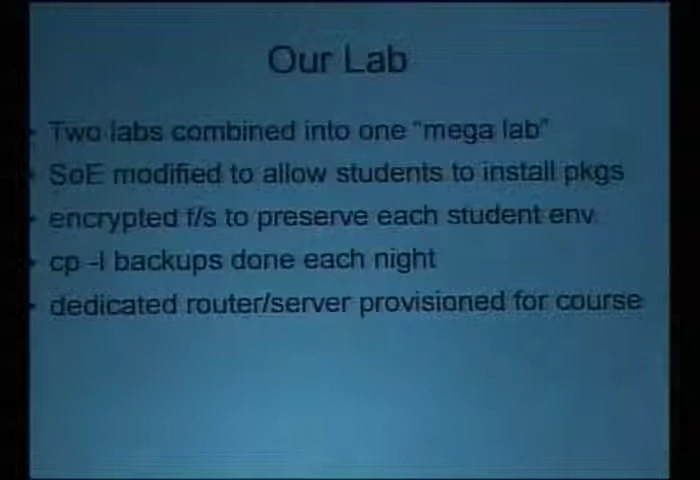 Our Lab
• Two labs combined into one "mega lab"
• SoE modified to allow students to install pkgs
• encrypted f/s to preserve each student env
• cp -l backups done each night
• dedicated router/server provisioned for course